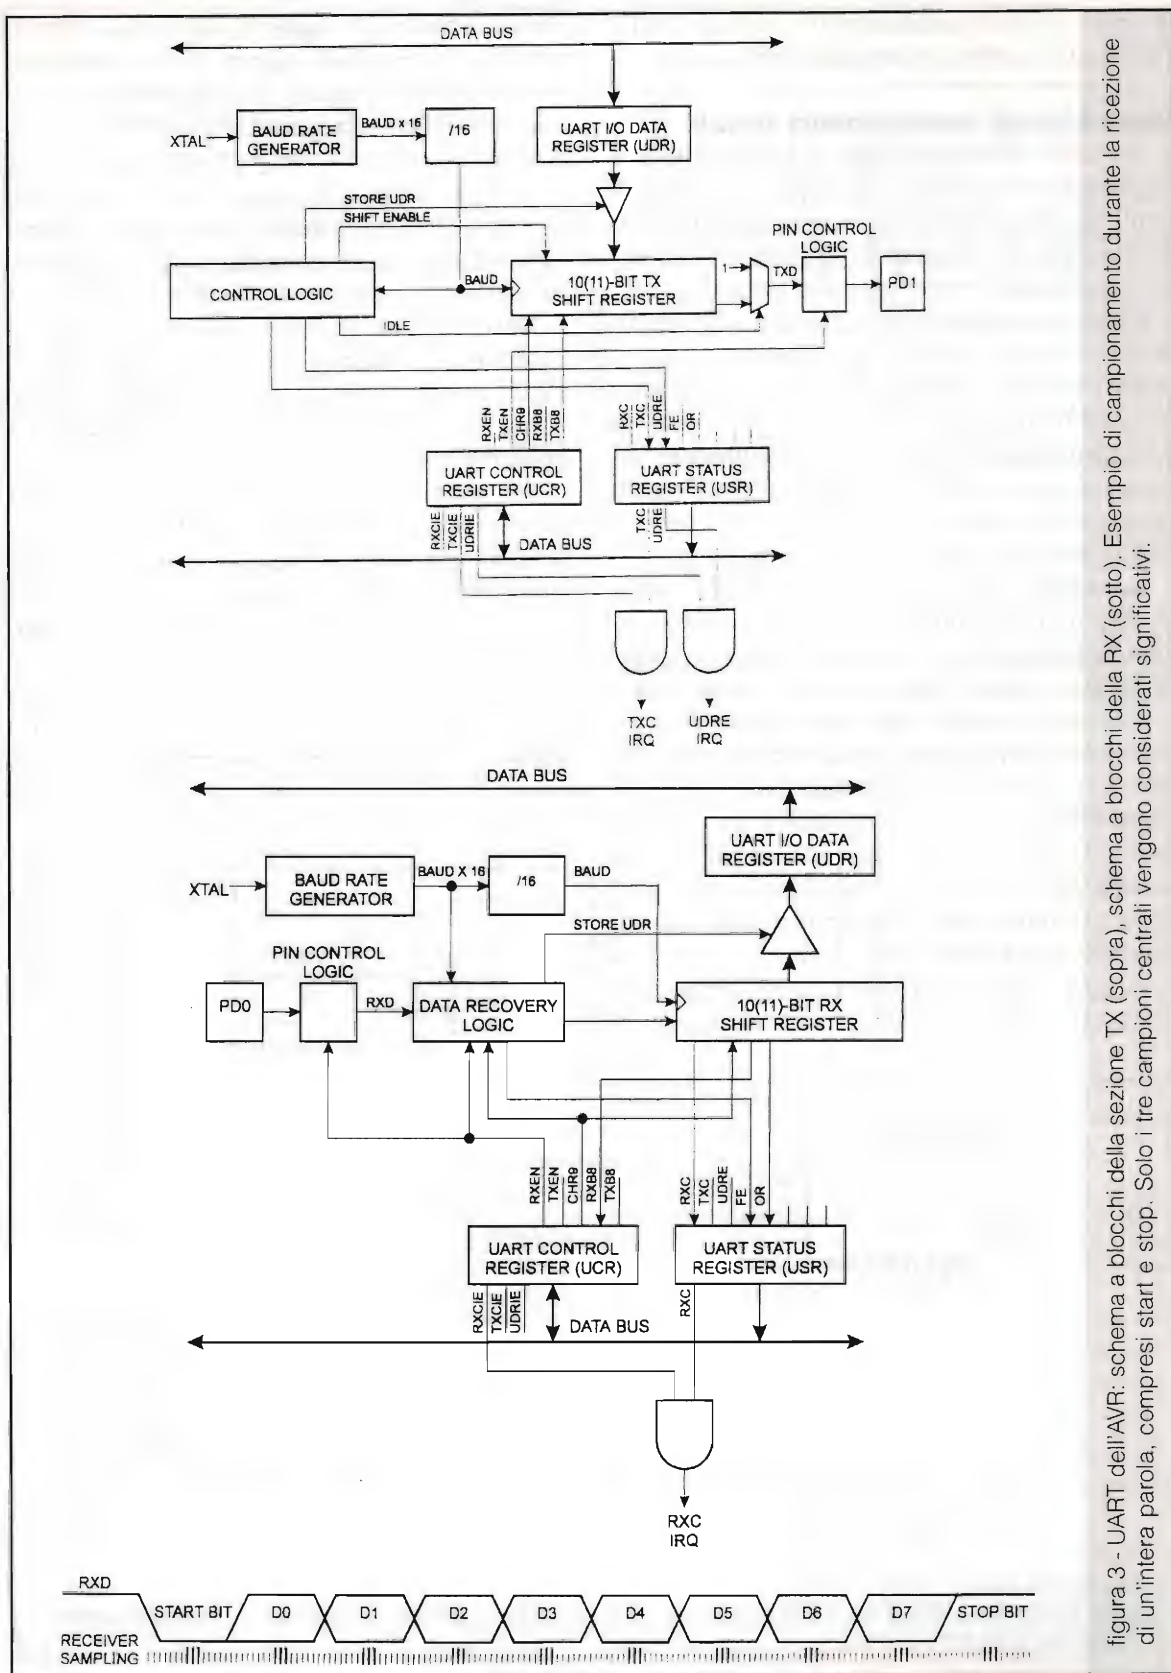 DATA BUS
XTAL
BAUD RATE
GENERATOR
BAUD x 16
/16
UART I/O DATA
REGISTER (UDR)
STORE UDR
SHIFT ENABLE
PIN CONTROL
LOGIC
CONTROL LOGIC
BAUD
10(11)-BIT TX
SHIFT REGISTER
1
TXD
PD1
IDLE
RXEN
TXEN
CHR9
RXB8
TXB8
RXC
TXC
UDRE
FE
OR
UART CONTROL
REGISTER (UCR)
UART STATUS
REGISTER (USR)
RXCIE
TXCIE
UDRIE
TXC
UDRE
DATA BUS
TXC
IRQ
UDRE
IRQ
DATA BUS
UART I/O DATA
REGISTER (UDR)
XTAL
BAUD RATE
GENERATOR
BAUD X 16
/16
BAUD
STORE UDR
PIN CONTROL
LOGIC
PD0
RXD
DATA RECOVERY
LOGIC
10(11)-BIT RX
SHIFT REGISTER
RXEN
TXEN
CHR9
RXB8
TXB8
RXC
TXC
UDRE
FE
OR
UART CONTROL
REGISTER (UCR)
UART STATUS
REGISTER (USR)
RXCIE
TXCIE
UDRIE
RXC
DATA BUS
RXC
IRQ
RXD
START BIT
D0
D1
D2
D3
D4
D5
D6
D7
STOP BIT
RECEIVER
SAMPLING
figura 3 - UART dell'AVR: schema a blocchi della sezione TX (sopra), schema a blocchi della RX (sotto). Esempio di campionamento durante la ricezione
di un'intera parola, compresi start e stop. Solo i tre campioni centrali vengono considerati significativi.